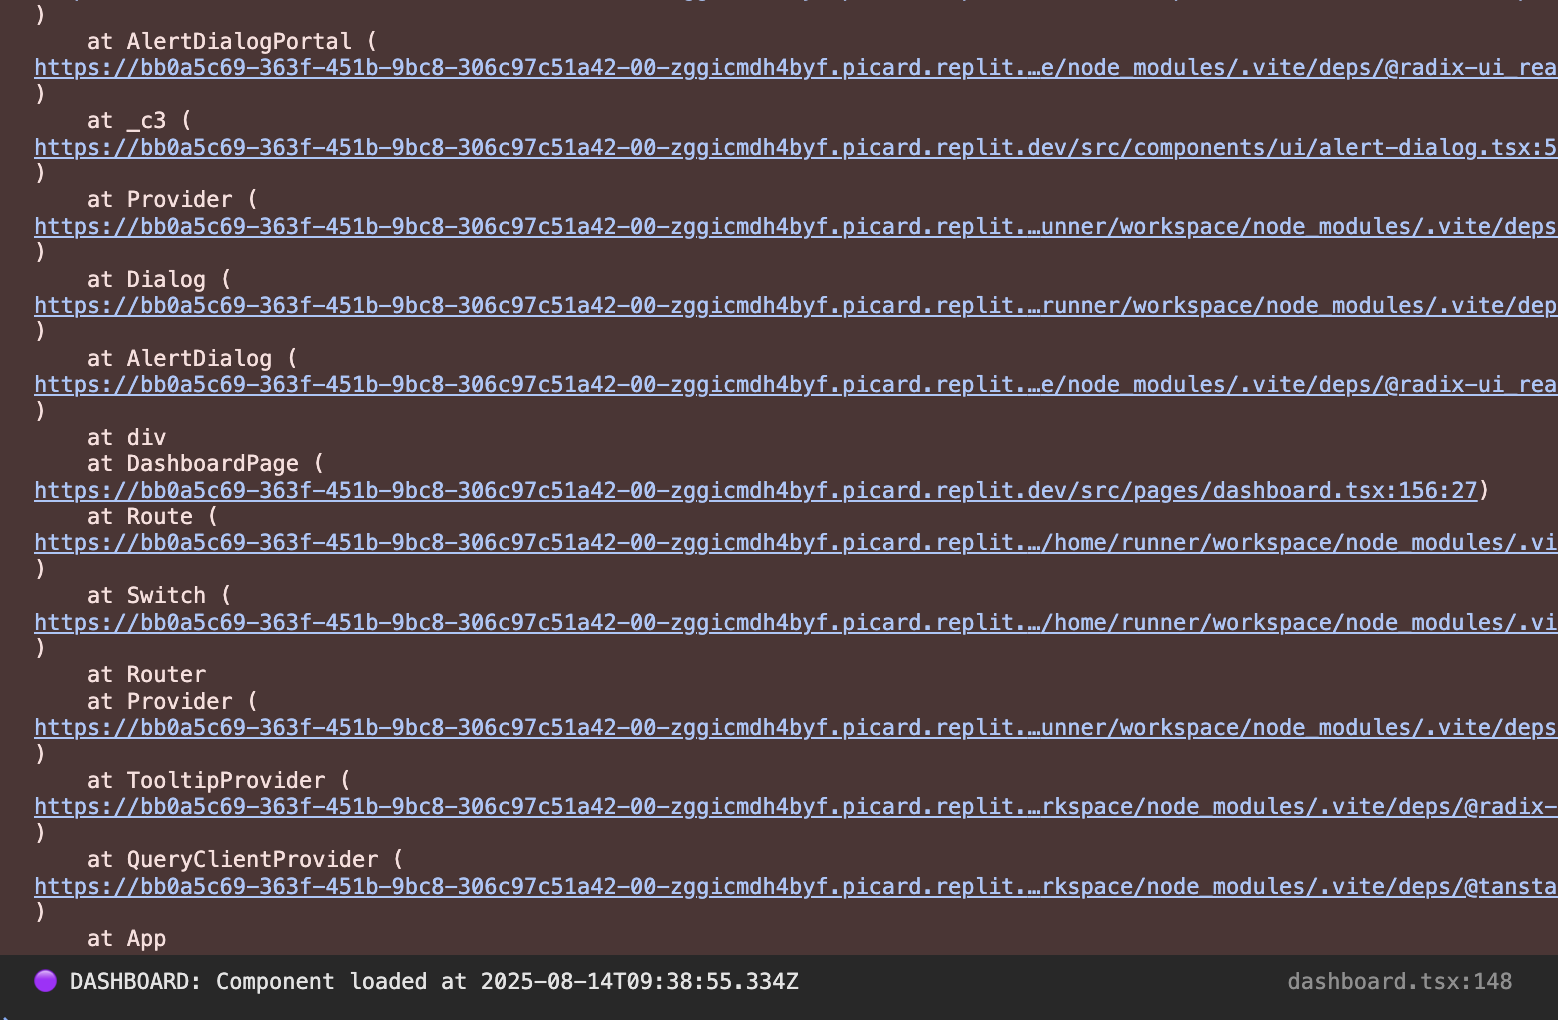 )
at AlertDialogPortal (
https://bb0a5c69-363f-451b-9bc8-306c97c51a42-00-zggicmdh4byf.picard.replit.…e/node_modules/.vite/deps/@radix-ui_rea
)
at _c3 (
https://bb0a5c69-363f-451b-9bc8-306c97c51a42-00-zggicmdh4byf.picard.replit.dev/src/components/ui/alert-dialog.tsx:5
)
at Provider (
https://bb0a5c69-363f-451b-9bc8-306c97c51a42-00-zggicmdh4byf.picard.replit.…unner/workspace/node_modules/.vite/deps
)
at Dialog (
https://bb0a5c69-363f-451b-9bc8-306c97c51a42-00-zggicmdh4byf.picard.replit.…runner/workspace/node_modules/.vite/dep
)
at AlertDialog (
https://bb0a5c69-363f-451b-9bc8-306c97c51a42-00-zggicmdh4byf.picard.replit.…e/node_modules/.vite/deps/@radix-ui_rea
)
at div
at DashboardPage (
https://bb0a5c69-363f-451b-9bc8-306c97c51a42-00-zggicmdh4byf.picard.replit.dev/src/pages/dashboard.tsx:156:27)
at Route (
https://bb0a5c69-363f-451b-9bc8-306c97c51a42-00-zggicmdh4byf.picard.replit.…/home/runner/workspace/node_modules/.vi
)
at Switch (
https://bb0a5c69-363f-451b-9bc8-306c97c51a42-00-zggicmdh4byf.picard.replit.…/home/runner/workspace/node_modules/.vi
)
at Router
at Provider (
https://bb0a5c69-363f-451b-9bc8-306c97c51a42-00-zggicmdh4byf.picard.replit.…unner/workspace/node_modules/.vite/deps
)
at TooltipProvider (
https://bb0a5c69-363f-451b-9bc8-306c97c51a42-00-zggicmdh4byf.picard.replit.…rkspace/node_modules/.vite/deps/@radix-
)
at QueryClientProvider (
https://bb0a5c69-363f-451b-9bc8-306c97c51a42-00-zggicmdh4byf.picard.replit.…rkspace/node_modules/.vite/deps/@tansta
)
at App
🟣 DASHBOARD: Component loaded at 2025-08-14T09:38:55.334Z dashboard.tsx:148